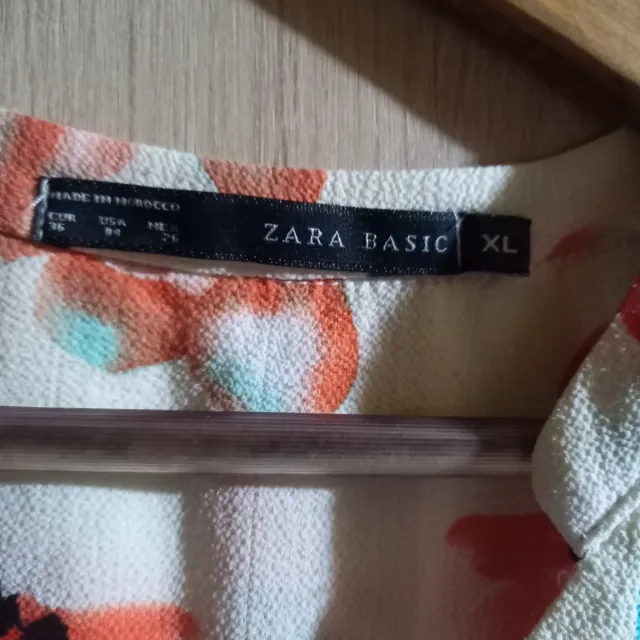 MADE IN MOROCCO
EUR USA MEX
ZARA BASIC XL